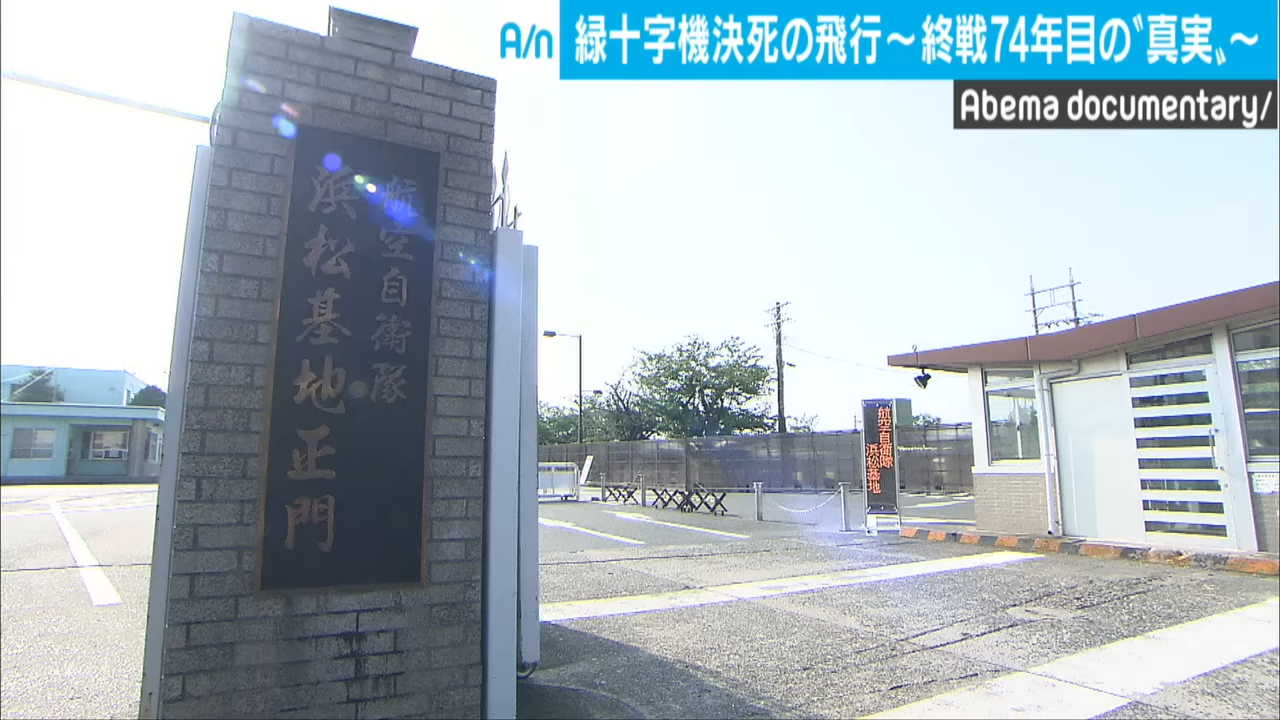 A/n
緑十字機決死の飛行～終戦74年目の〝真実〟～
Abema documentary/
航空自衛隊
浜松基地正門
航空自衛隊
浜松基地